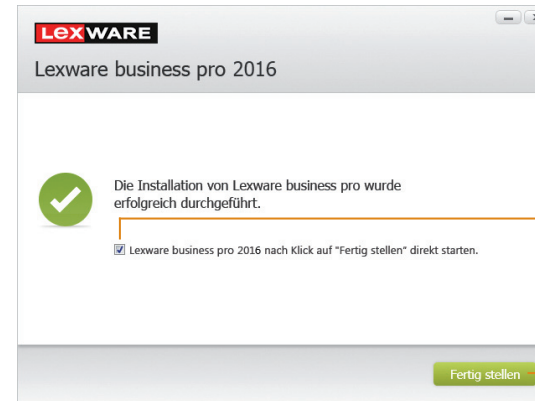 LEXWARE
Lexware business pro 2016
Die Installation von Lexware business pro wurde
erfolgreich durchgeführt.
Lexware business pro 2016 nach Klick auf "Fertig stellen" direkt starten.
Fertig stellen